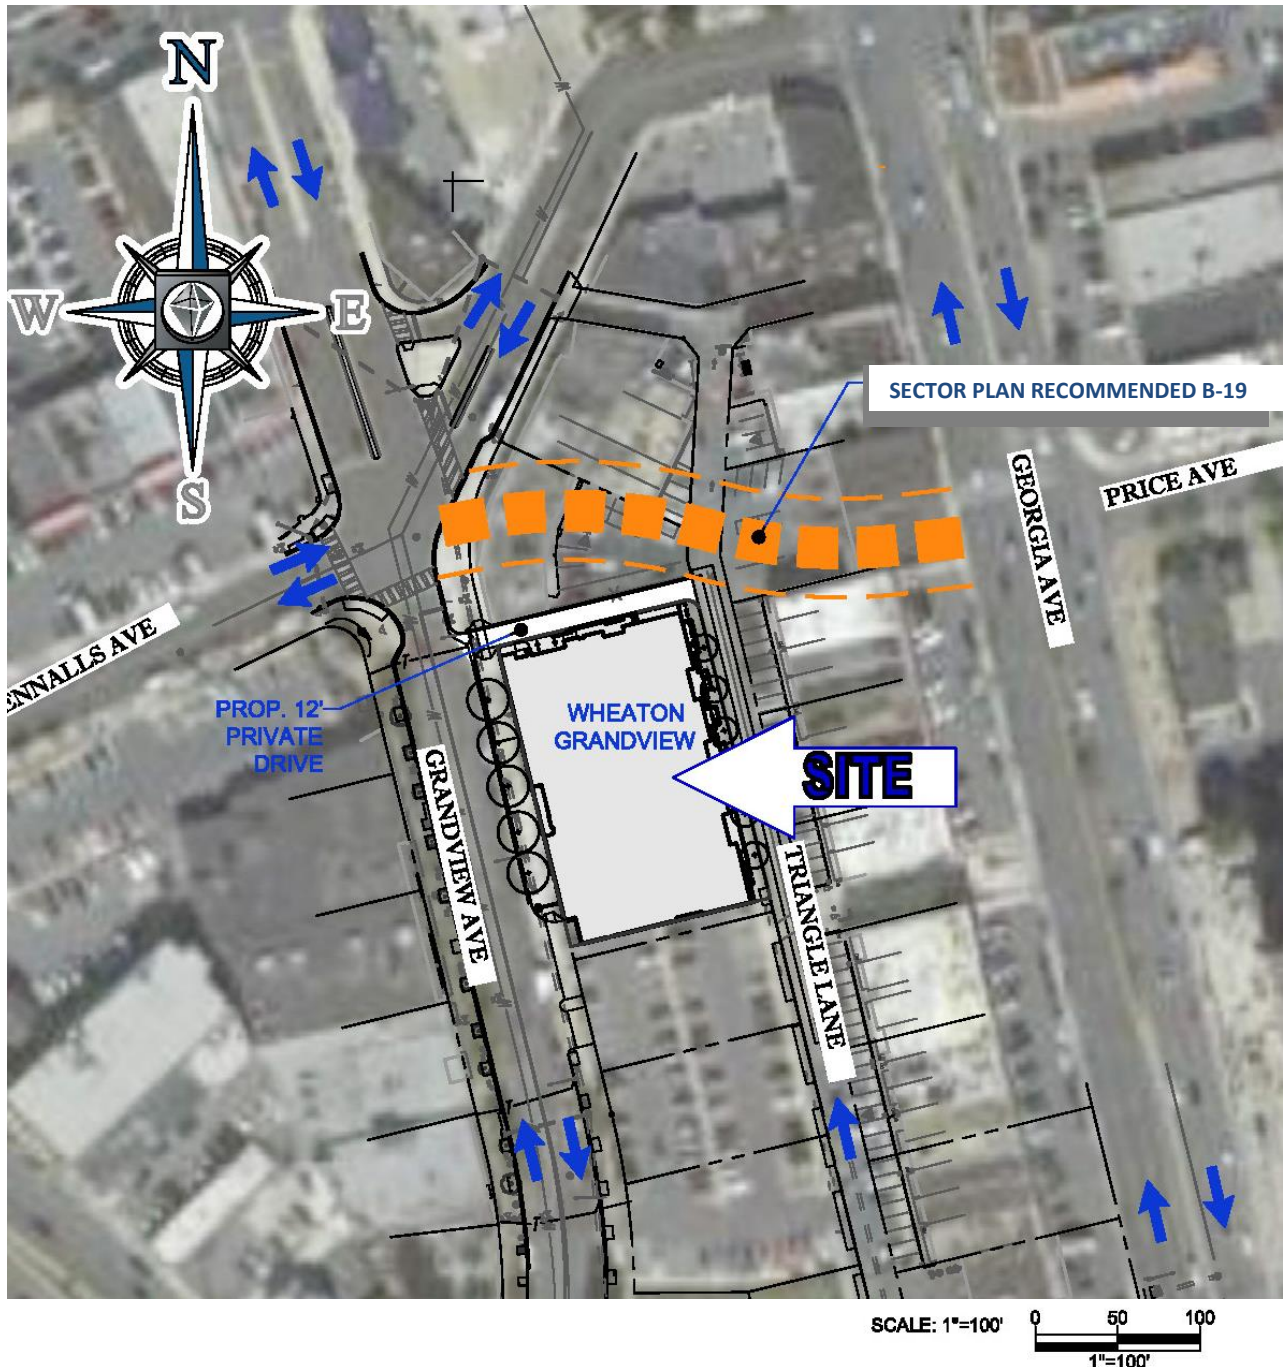 N
W
E
S
SECTOR PLAN RECOMMENDED B-19
GEORGIA AVE
PRICE AVE
ENNALLS AVE
PROP. 12'
PRIVATE
DRIVE
WHEATON
GRANDVIEW
SITE
GRANDVIEW AVE
TRIANGLE LANE
SCALE: 1"=100'
0 50 100
1"=100'